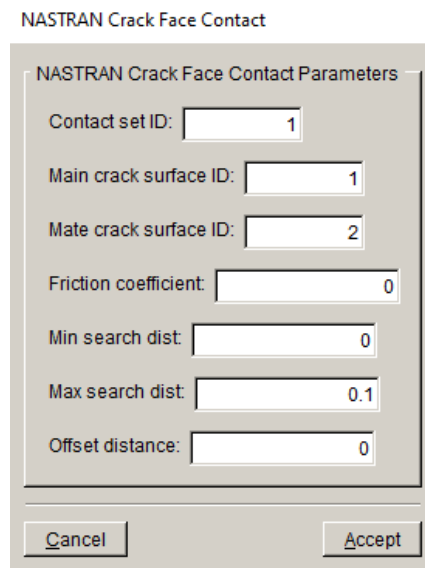 NASTRAN Crack Face Contact
NASTRAN Crack Face Contact Parameters
Contact set ID: 1
Main crack surface ID: 1
Mate crack surface ID: 2
Friction coefficient: 0
Min search dist: 0
Max search dist: 0.1
Offset distance: 0
Cancel Accept